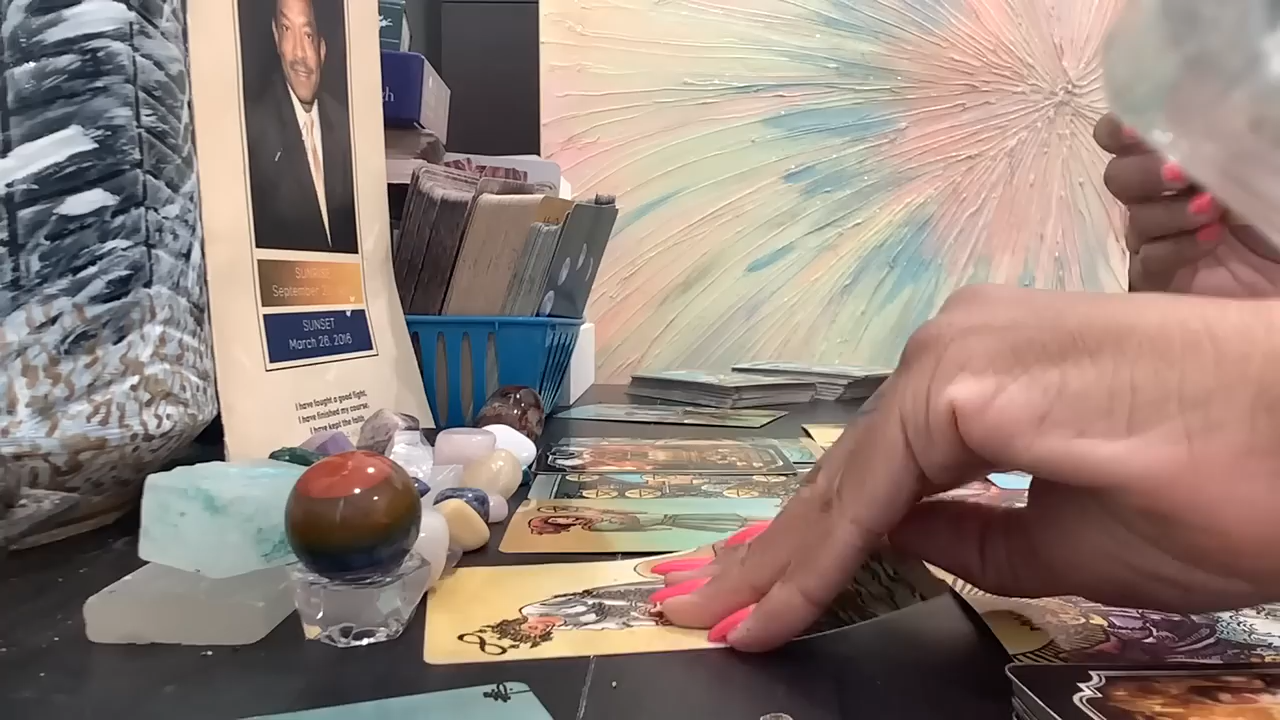 SUNRISE
September
SUNSET
March 26, 2016
I have fought a good fight,
I have finished my course,
I have kept the faith